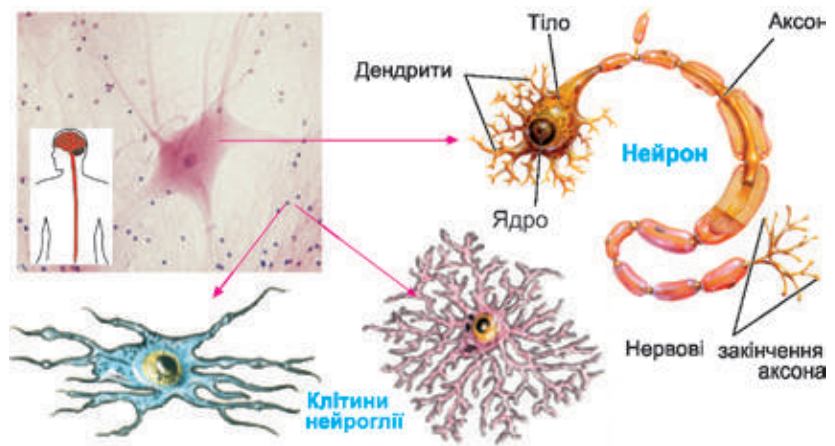 Тіло
Аксон
Дендрити
Нейрон
Ядро
Нервові закінчення
аксона
Клітини
нейроглії